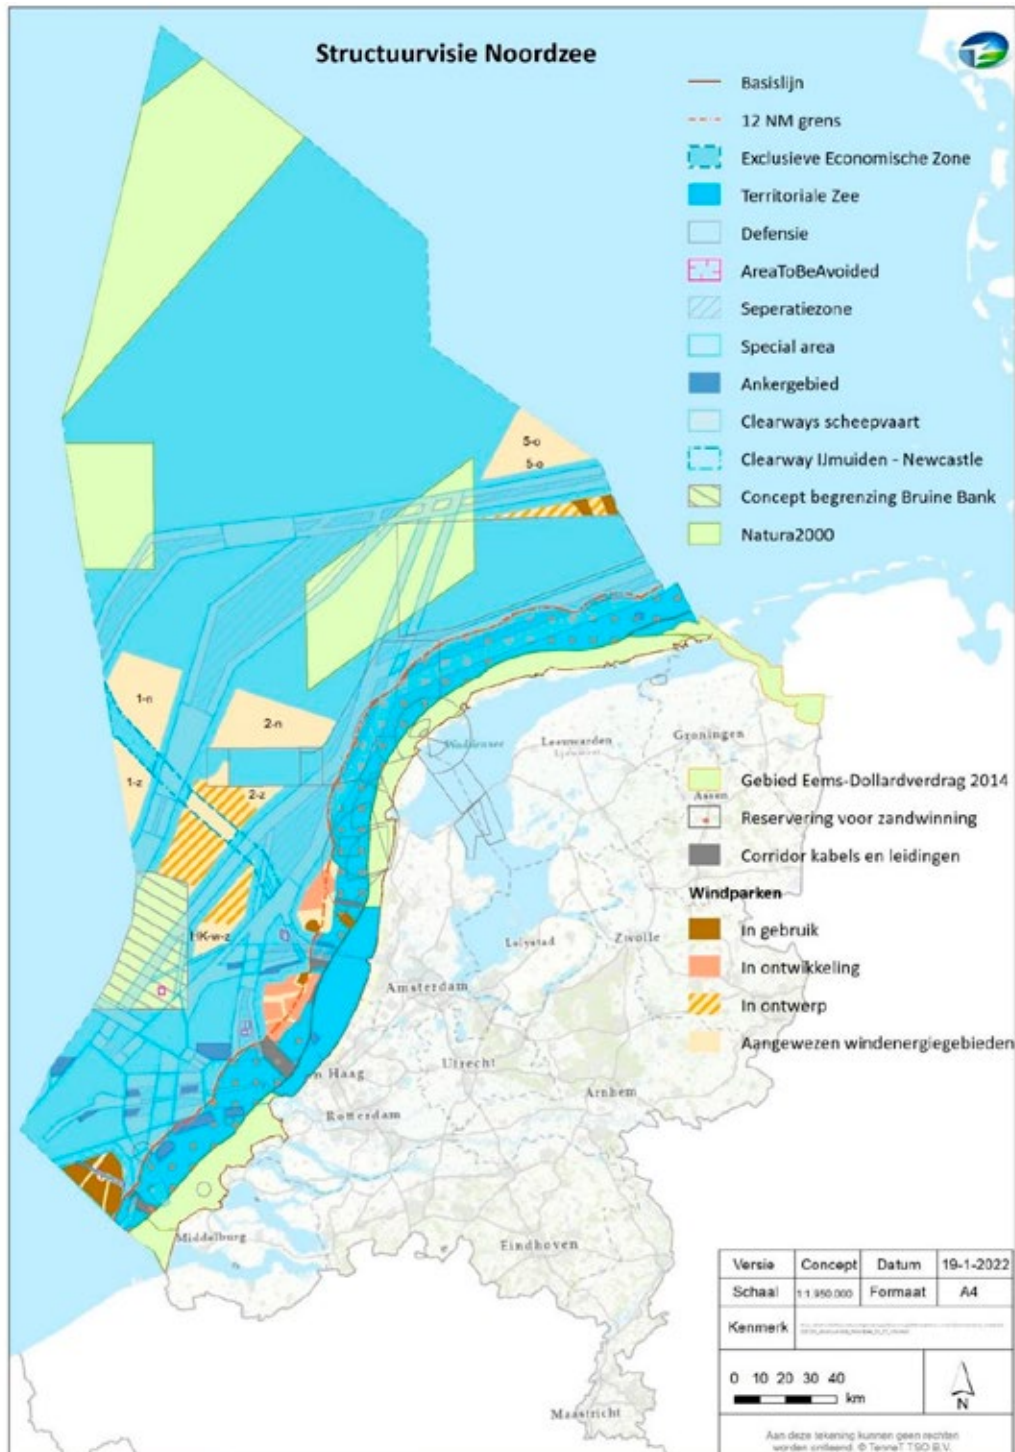 Structuurvisie Noordzee
Basislijn
12 NM grens
Exclusieve Economische Zone
Territoriale Zee
Defensie
AreaToBeAvoided
Seperatiezone
Special area
Ankergebied
Clearways scheepvaart
Clearway IJmuiden - Newcastle
Concept begrenzing Bruine Bank
Natura2000
5-o
5-o
1-n
2-n
1-z
2-z
HK-w-z
Waddenzee
Leeuwarden
Groningen
Assen
Gebied Eems-Dollardverdrag 2014
Reservering voor zandwinning
Corridor kabels en leidingen
Windparken
In gebruik
In ontwikkeling
In ontwerp
Aangewezen windenergiegebieden
Lelystad
Zwolle
Amsterdam
Utrecht
n Haag
Arnhem
Rotterdam
Middelburg
Eindhoven
Maastricht
Versie Concept Datum 19-1-2022
Schaal 1:1.950.000 Formaat A4
Kenmerk
0 10 20 30 40
km
N
Aan deze tekening kunnen geen rechten
worden ontleend. © TenneT TSO B.V.